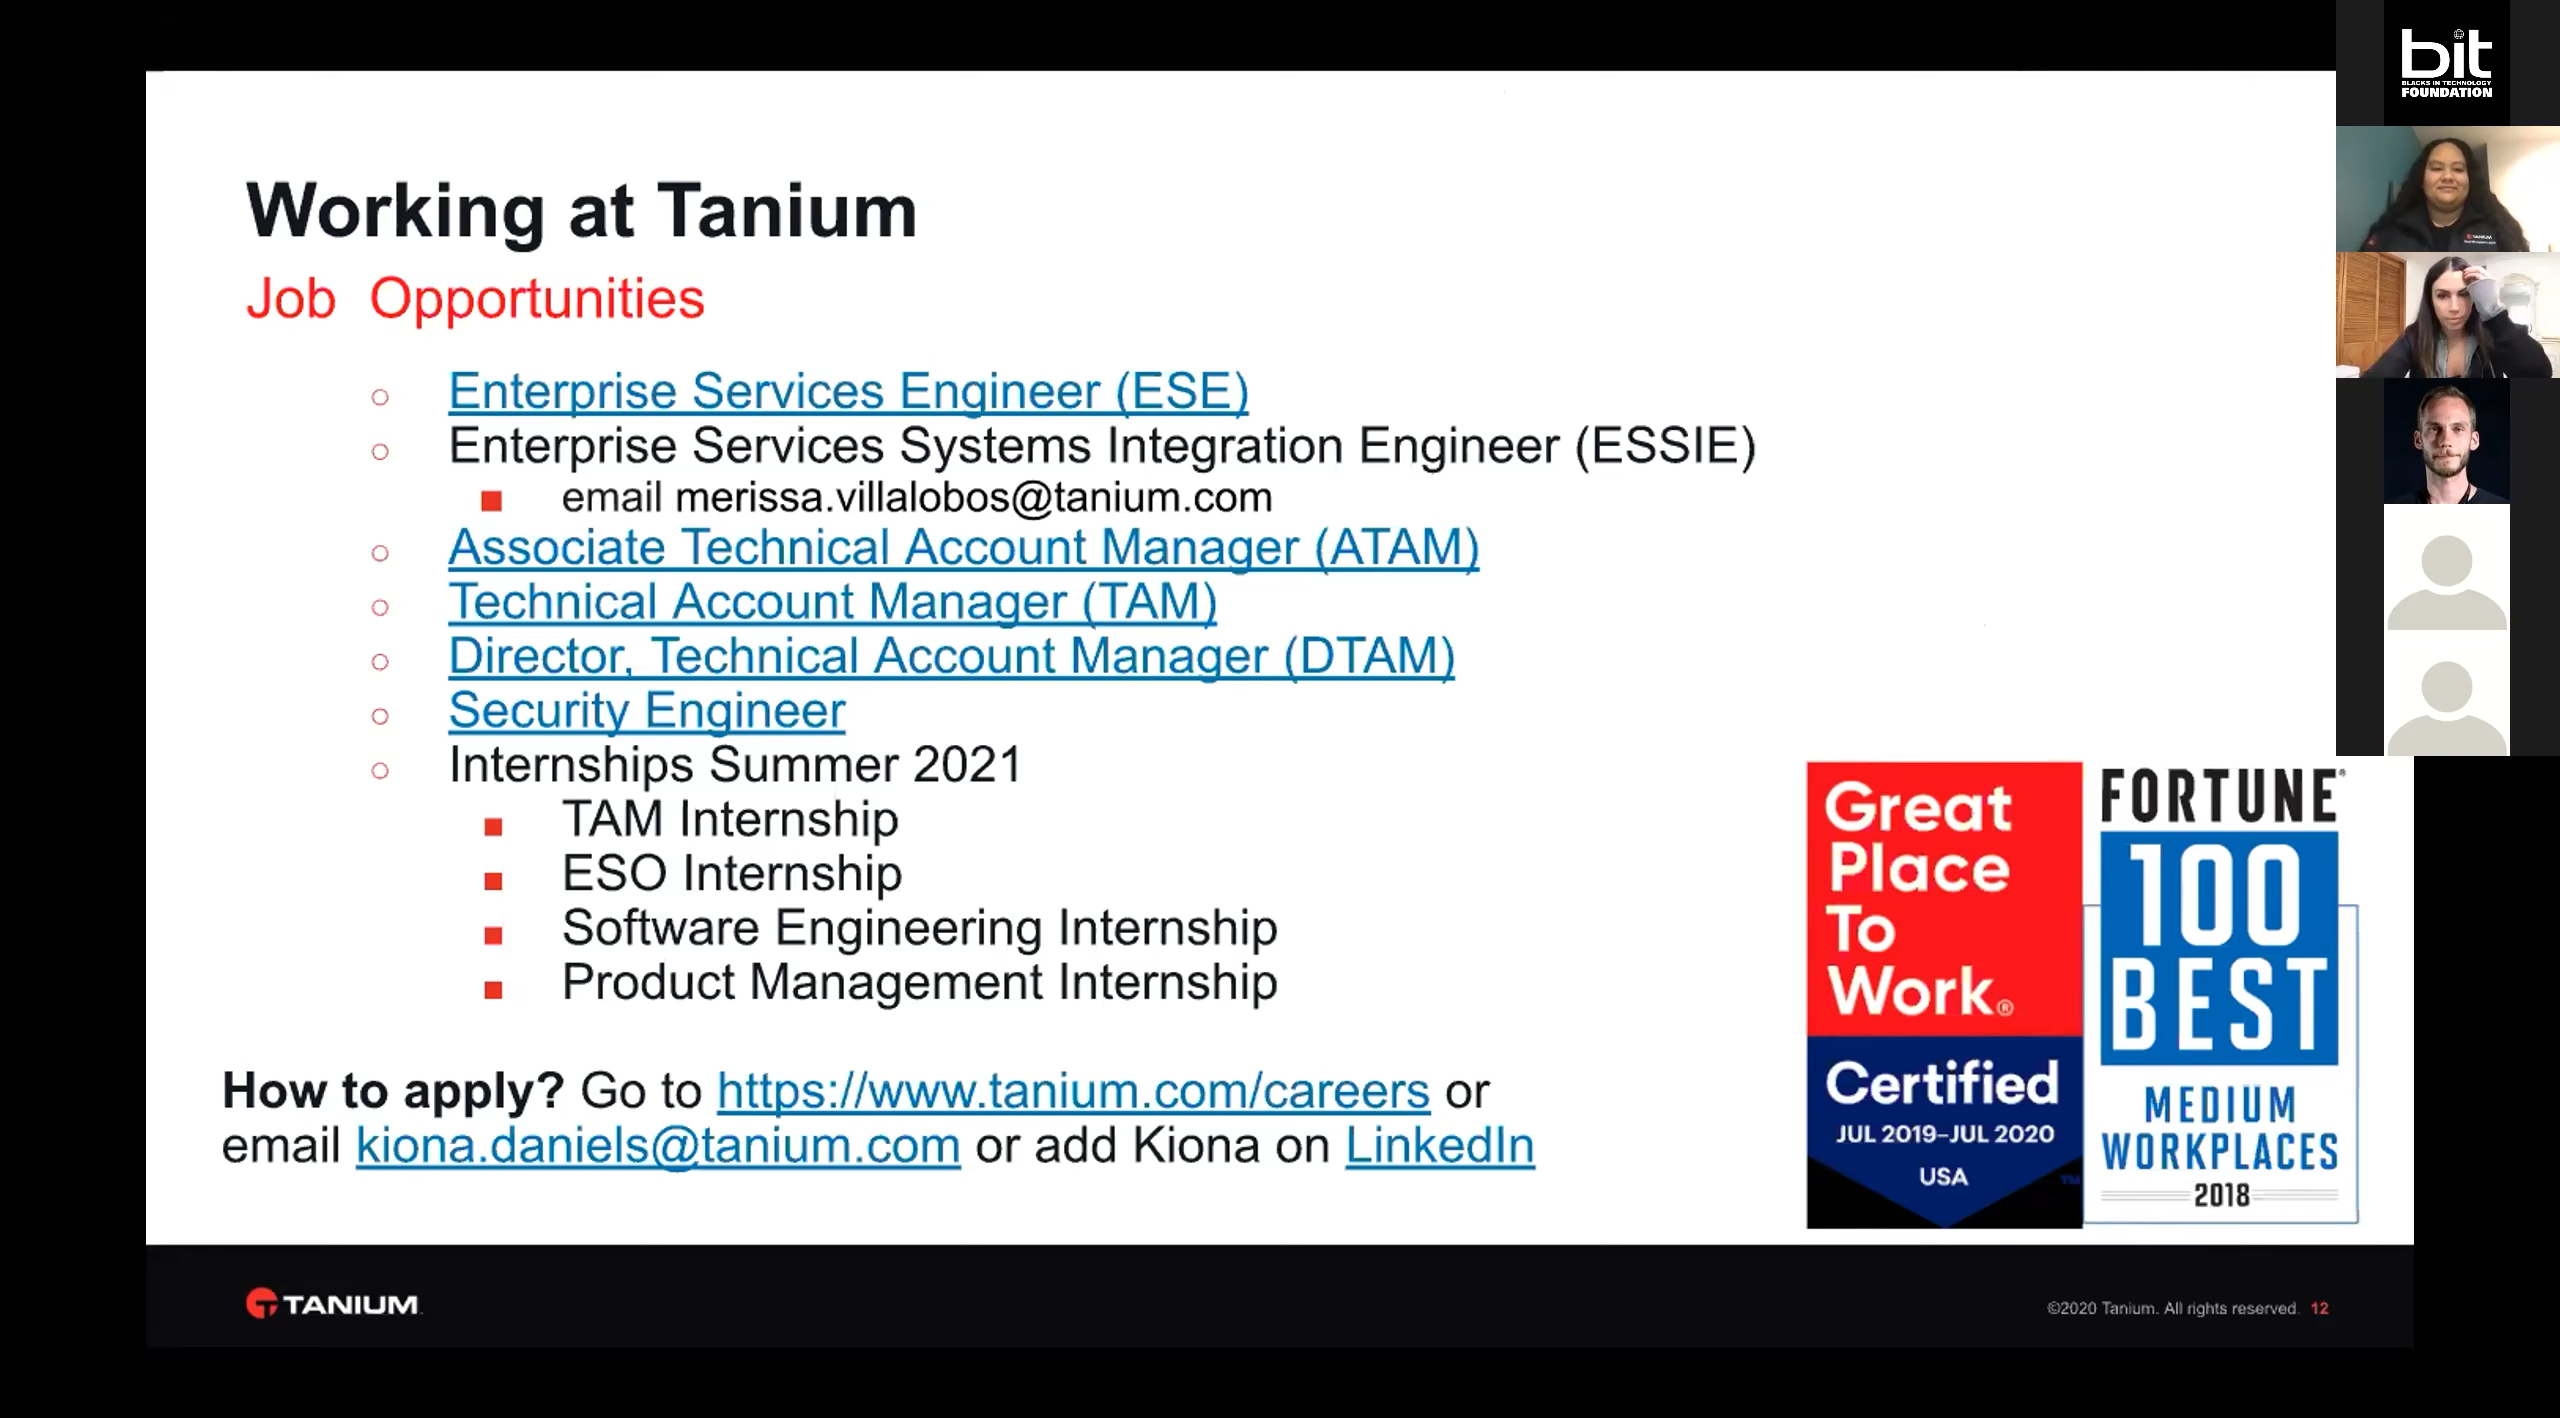 bit
BLACKS IN TECHNOLOGY
FOUNDATION
Working at Tanium
Job Opportunities
Enterprise Services Engineer (ESE)
Enterprise Services Systems Integration Engineer (ESSIE)
email merissa.villalobos@tanium.com
Associate Technical Account Manager (ATAM)
Technical Account Manager (TAM)
Director, Technical Account Manager (DTAM)
Security Engineer
Internships Summer 2021
TAM Internship
ESO Internship
Software Engineering Internship
Product Management Internship
How to apply? Go to https://www.tanium.com/careers or
email kiona.daniels@tanium.com or add Kiona on LinkedIn
Great
Place
To
Work®
Certified
JUL 2019–JUL 2020
USA
TM
FORTUNE®
100
BEST
MEDIUM
WORKPLACES
2018
TANIUM
©2020 Tanium. All rights reserved. 12
TANIUM